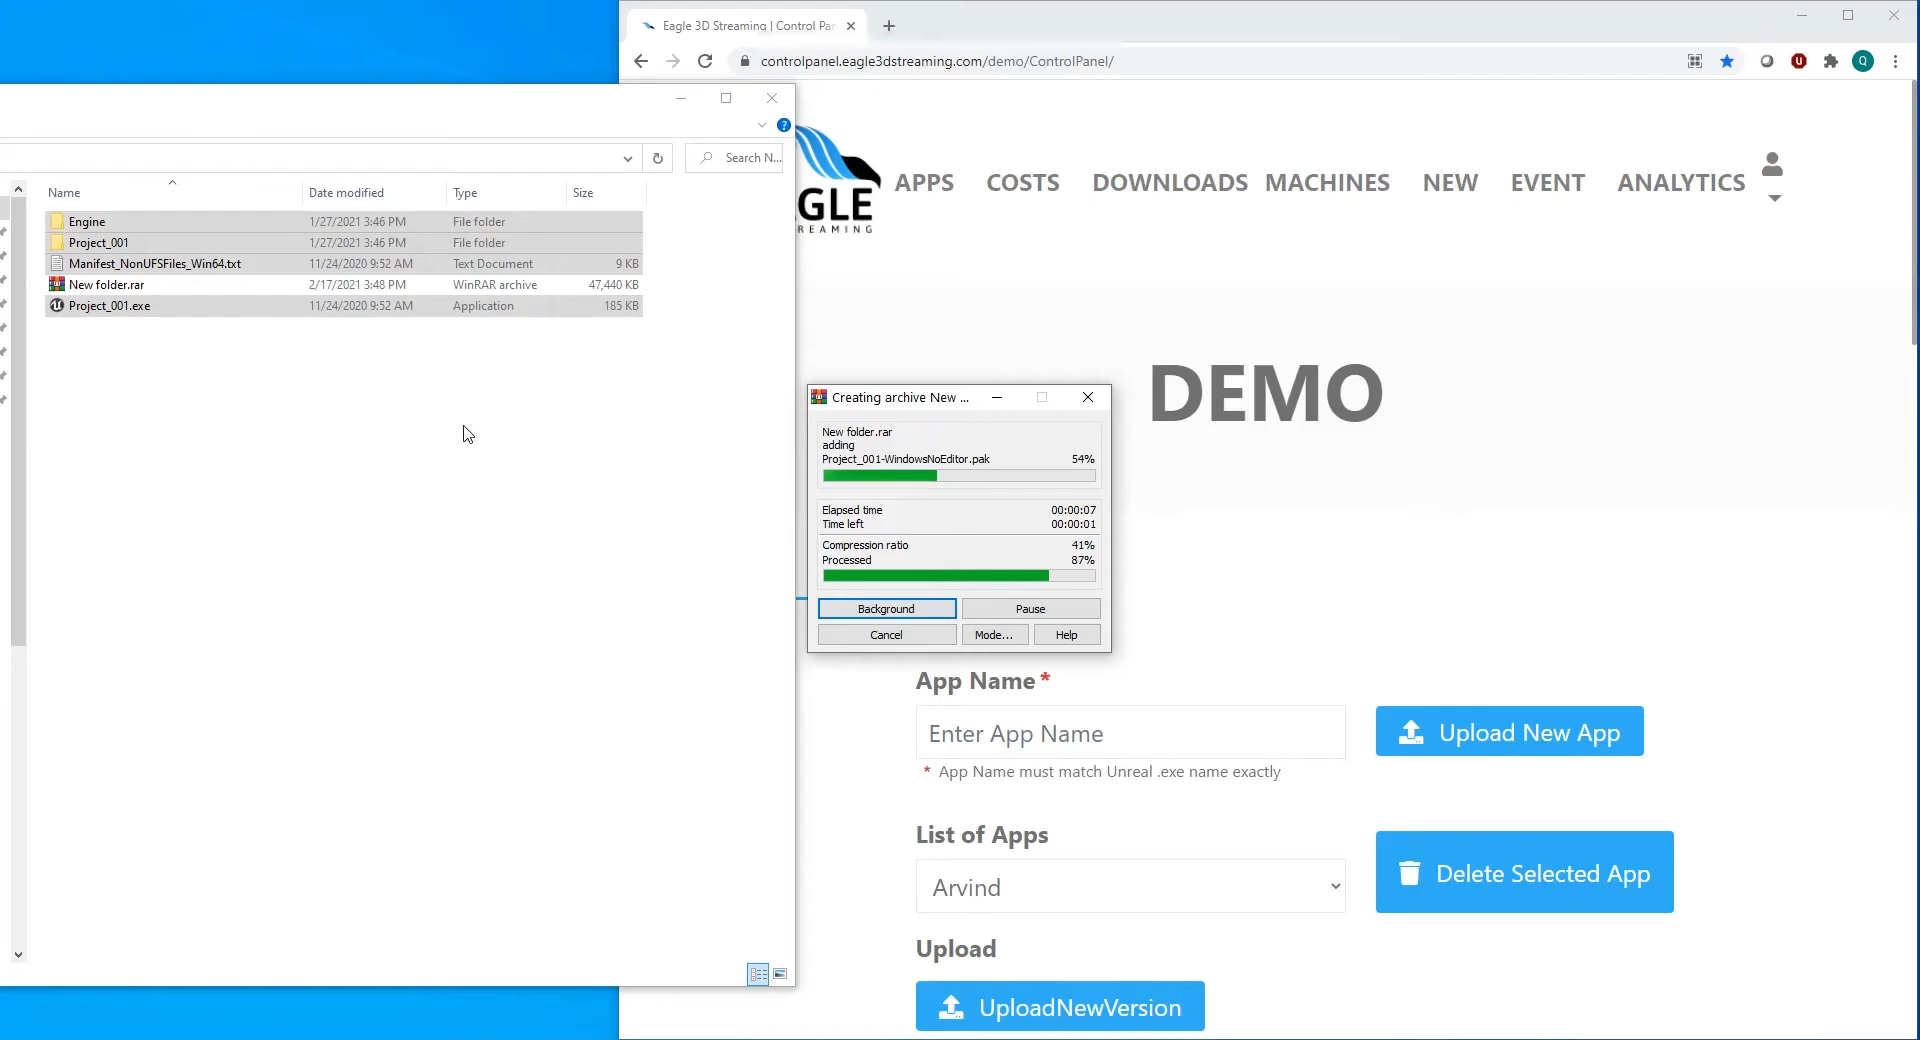 Eagle 3D Streaming | Control Pan
controlpanel.eagle3dstreaming.com/demo/ControlPanel/
Q
Search N...
Name Date modified Type Size
Engine 1/27/2021 3:46 PM File folder
Project_001 1/27/2021 3:46 PM File folder
Manifest_NonUFSFiles_Win64.txt 11/24/2020 9:52 AM Text Document 9 KB
New folder.rar 2/17/2021 3:48 PM WinRAR archive 47,440 KB
Project_001.exe 11/24/2020 9:52 AM Application 185 KB
GLE
REAMING
APPS COSTS DOWNLOADS MACHINES NEW EVENT ANALYTICS
DEMO
Creating archive New ...
New folder.rar
adding
Project_001-WindowsNoEditor.pak 54%
Elapsed time 00:00:07
Time left 00:00:01
Compression ratio 41%
Processed 87%
Background Pause
Cancel Mode... Help
App Name *
Enter App Name
Upload New App
* App Name must match Unreal .exe name exactly
List of Apps
Arvind
Delete Selected App
Upload
UploadNewVersion